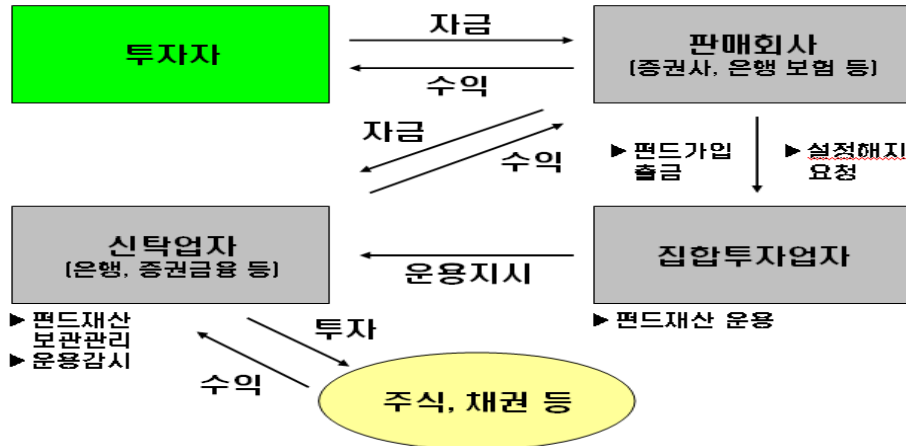 자금
투자자
판매회사
(증권사, 은행 보험 등)
수익
자금
수익
▶ 펀드가입
출금
▶ 설정해지
요청
신탁업자
(은행, 증권금융 등)
운용지시
집합투자업자
▶ 펀드재산
보관관리
▶ 운용감시
투자
▶ 펀드재산 운용
수익
주식, 채권 등